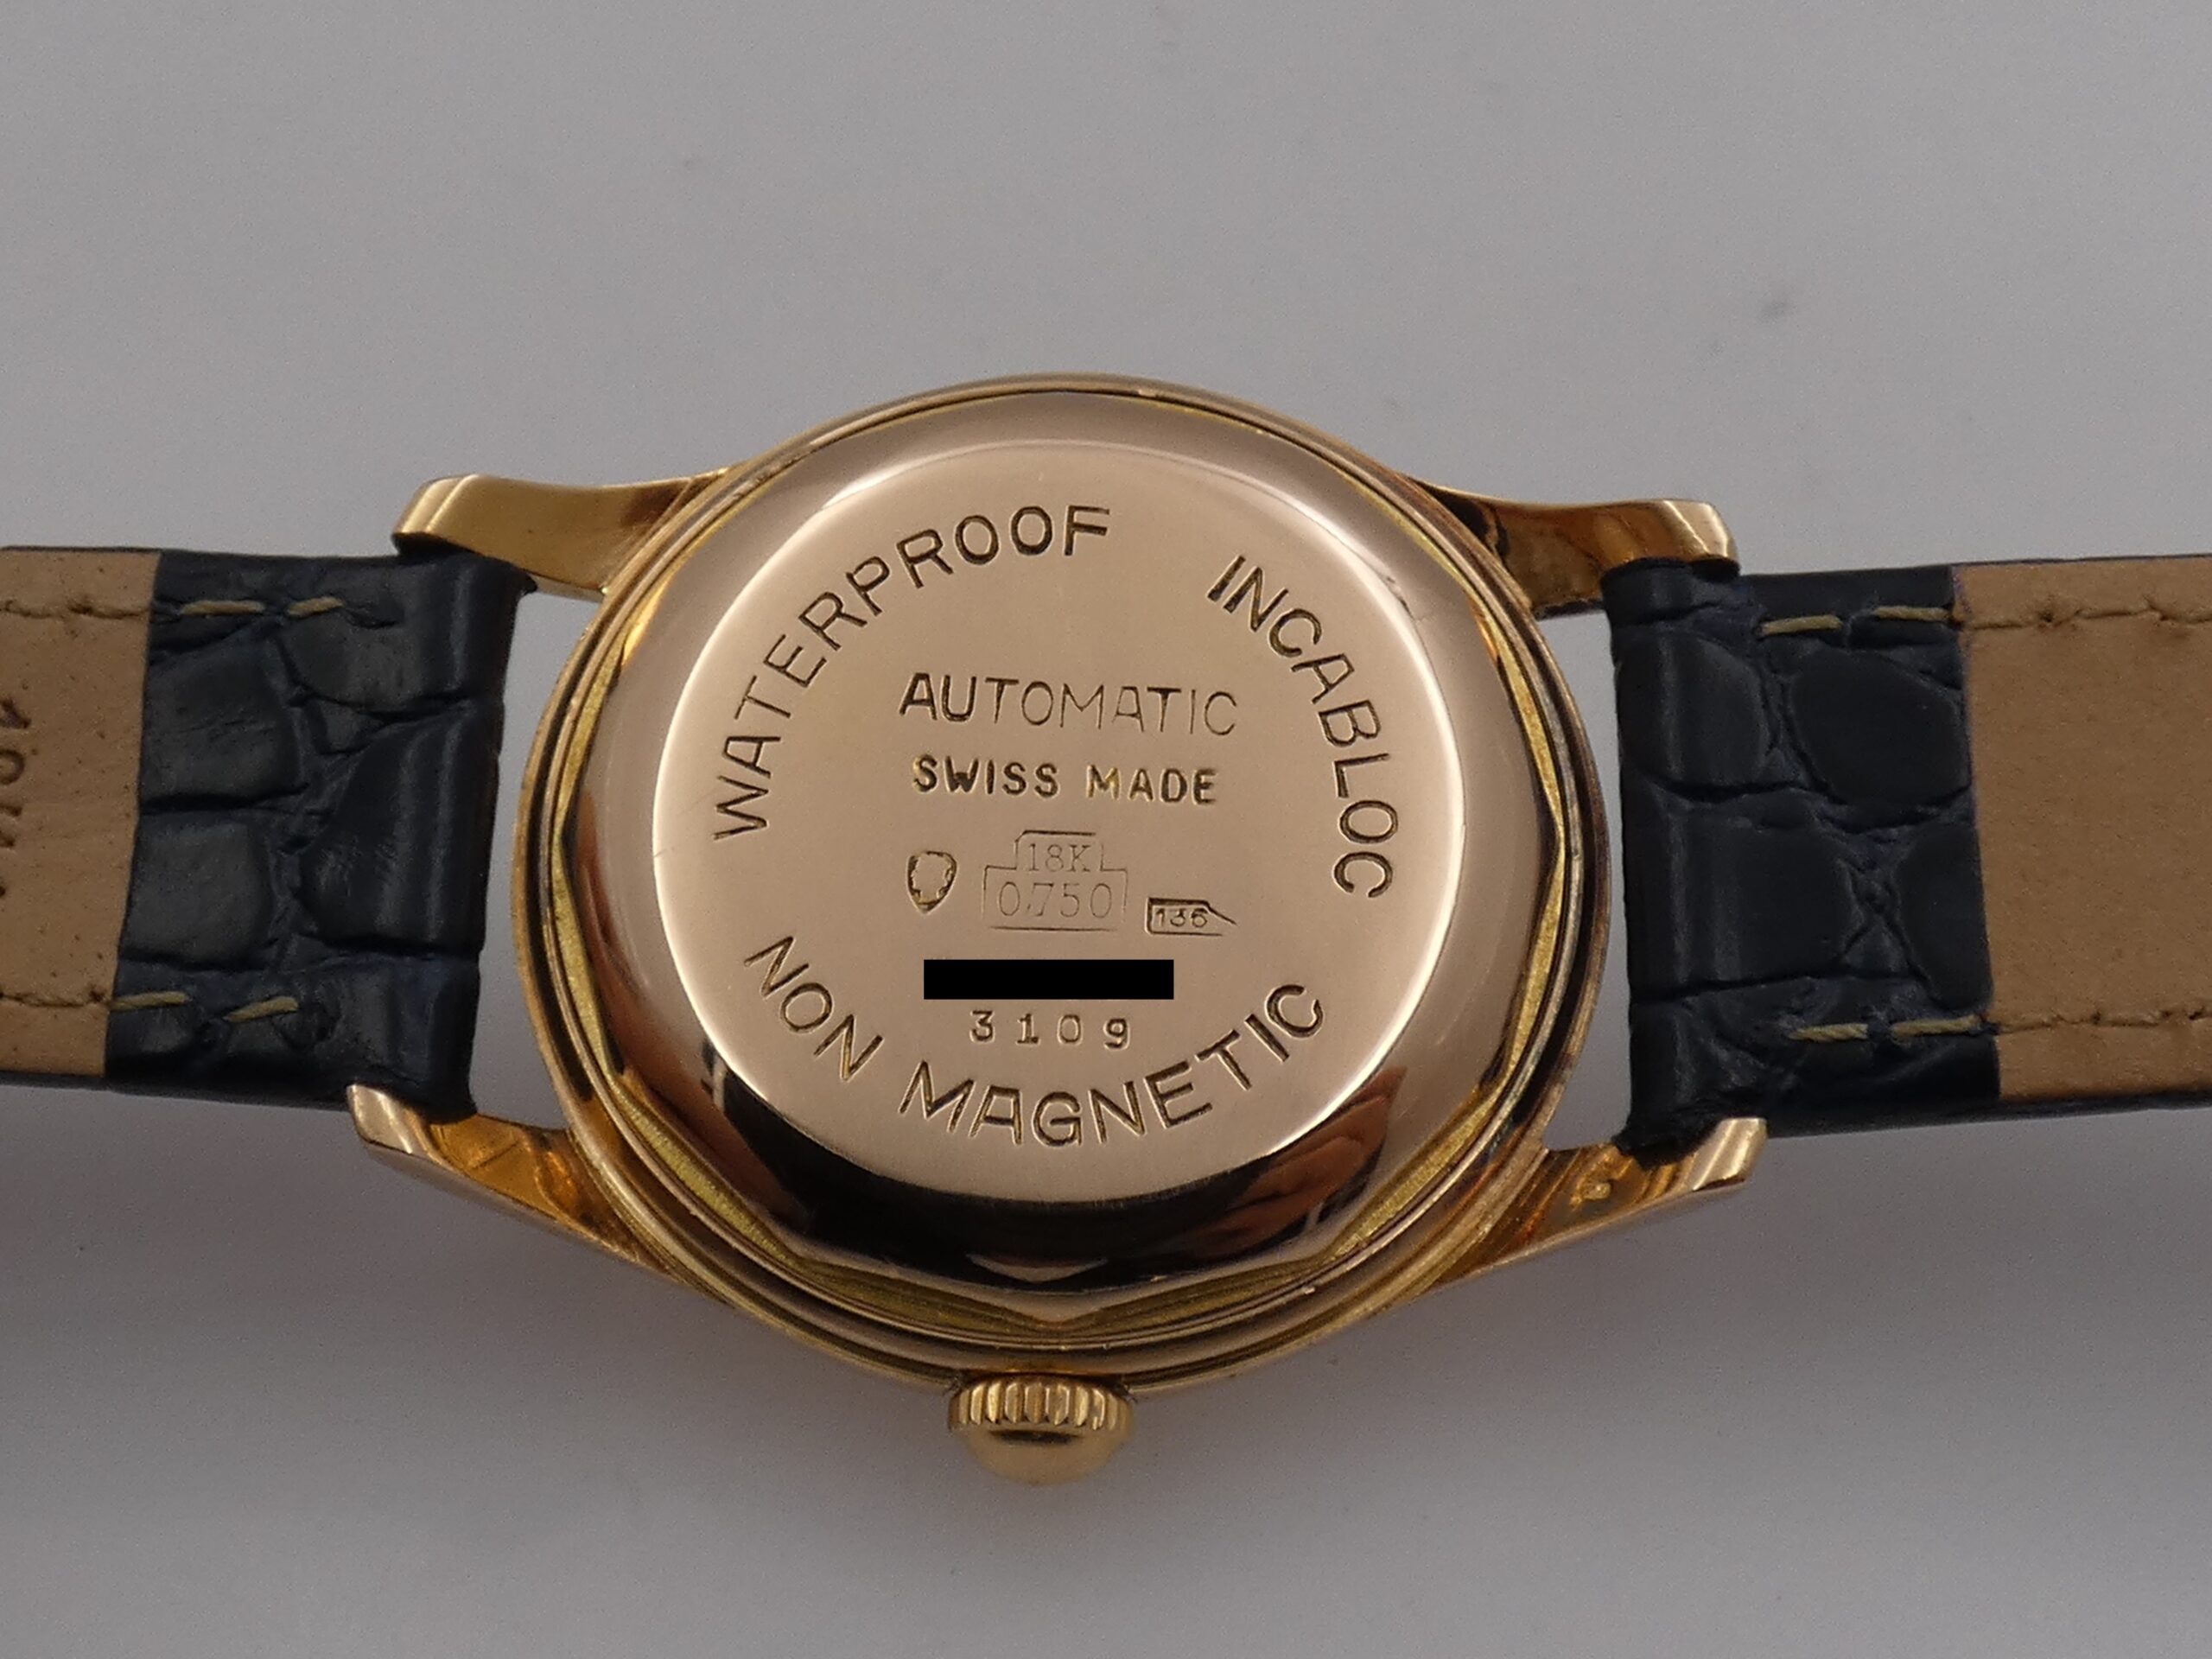 WATERPROOF
INCABLOC
AUTOMATIC
SWISS MADE
18K
0,750
136
3109
NON MAGNETIC